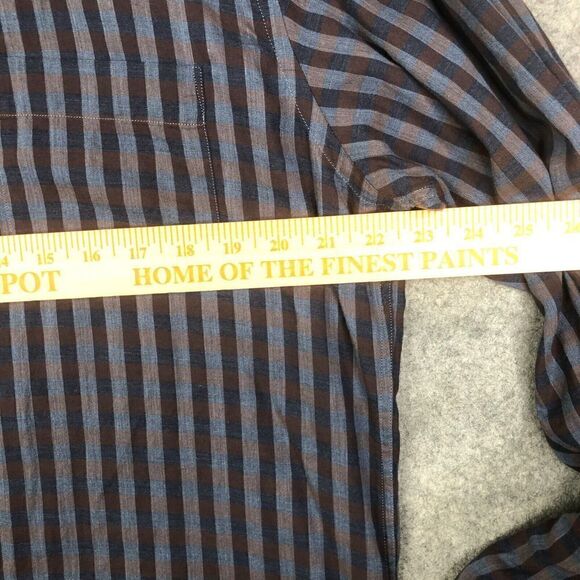 14 15 16 17 18 19 20 21 22 23 24 25 26
POT HOME OF THE FINEST PAINTS